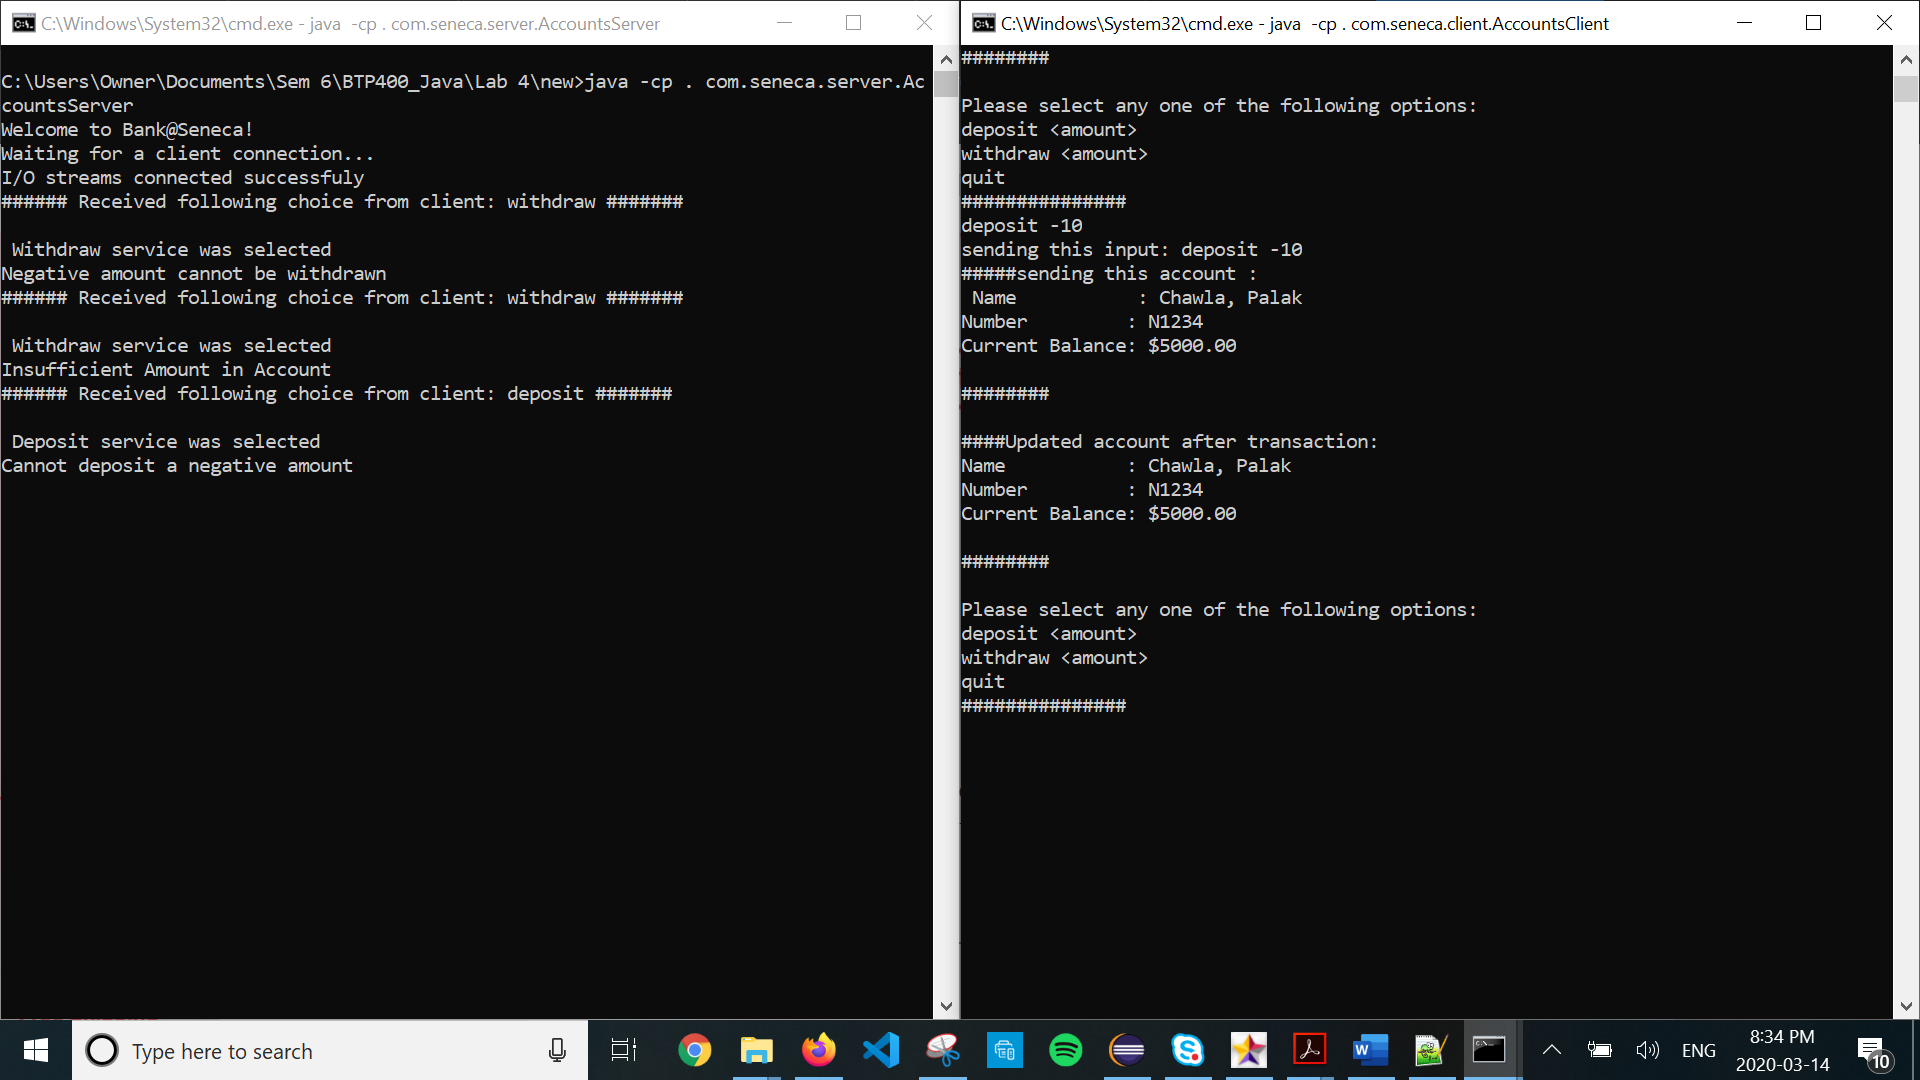 C:\Windows\System32\cmd.exe - java  -cp . com.seneca.server.AccountsServer
C:\Users\Owner\Documents\Sem 6\BTP400_Java\Lab 4\new>java -cp . com.seneca.server.Ac
countsServer
Welcome to Bank@Seneca!
Waiting for a client connection...
I/O streams connected successfuly
###### Received following choice from client: withdraw #######
 Withdraw service was selected
Negative amount cannot be withdrawn
###### Received following choice from client: withdraw #######
 Withdraw service was selected
Insufficient Amount in Account
###### Received following choice from client: deposit #######
 Deposit service was selected
Cannot deposit a negative amount
C:\Windows\System32\cmd.exe - java  -cp . com.seneca.client.AccountsClient
########
Please select any one of the following options:
deposit <amount>
withdraw <amount>
quit
###############
deposit -10
sending this input: deposit -10
#####sending this account :
 Name           : Chawla, Palak
Number         : N1234
Current Balance: $5000.00
########
####Updated account after transaction:
Name           : Chawla, Palak
Number         : N1234
Current Balance: $5000.00
########
Please select any one of the following options:
deposit <amount>
withdraw <amount>
quit
###############
Type here to search
ENG
8:34 PM
2020-03-14
10